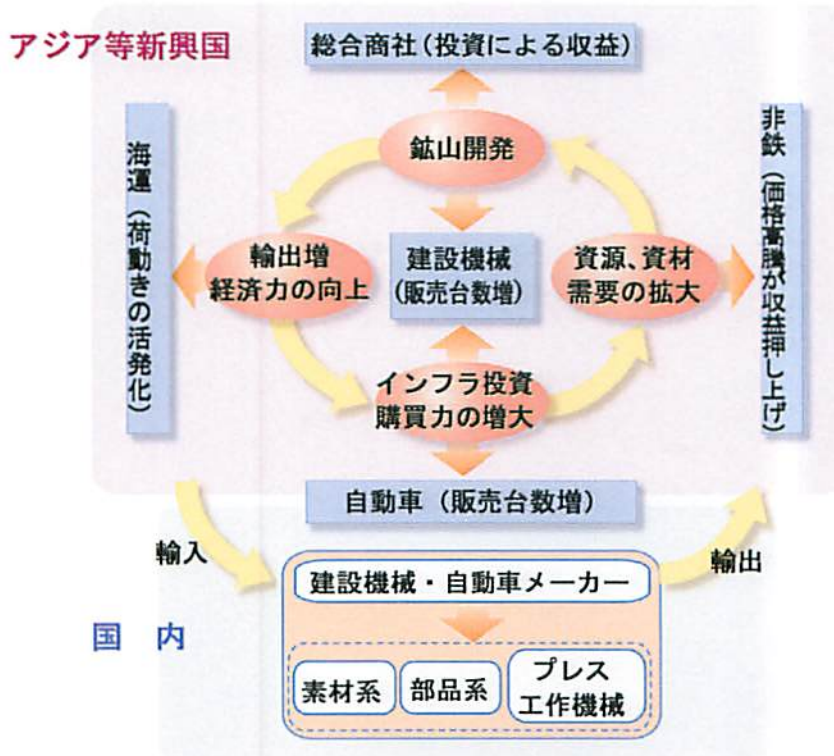 アジア等新興国
総合商社(投資による収益)
海運(荷動きの活発化)
鉱山開発
非鉄(価格高騰が収益押し上げ)
輸出増
経済力の向上
建設機械
(販売台数増)
資源、資材
需要の拡大
インフラ投資
購買力の増大
自動車(販売台数増)
輸入
輸出
建設機械・自動車メーカー
国 内
素材系
部品系
プレス
工作機械